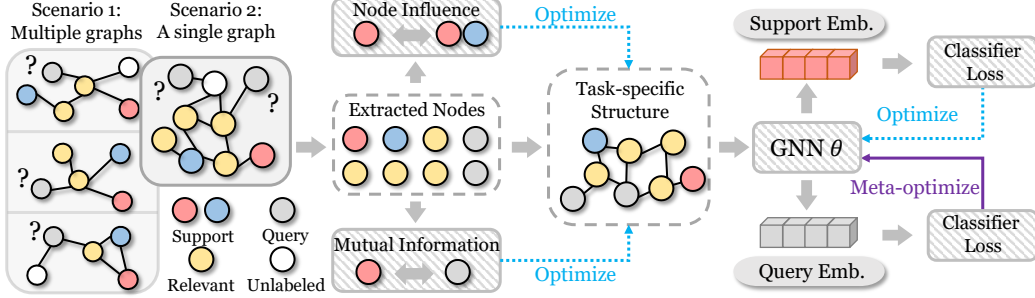 Scenario 1:
Multiple graphs
?
?
?
Scenario 2:
A single graph
?
?
Support
Query
Relevant
Unlabeled
Node Influence
Extracted Nodes
Mutual Information
Optimize
Optimize
Task-specific
Structure
Support Emb.
GNN θ
Query Emb.
Classifier
Loss
Optimize
Meta-optimize
Classifier
Loss